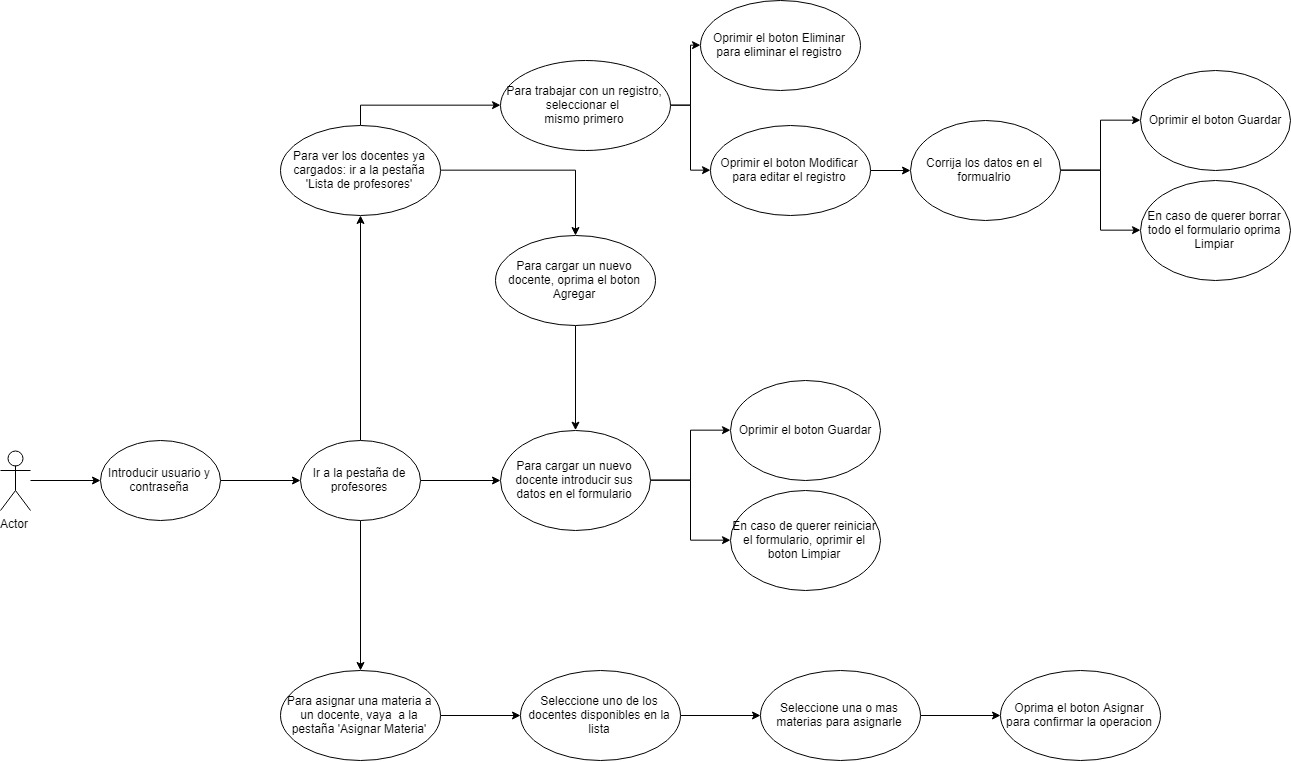 Oprimir el boton Eliminar
para eliminar el registro
Para trabajar con un registro,
seleccionar el
mismo primero
Oprimir el boton Guardar
Para ver los docentes ya
cargados: ir a la pestaña
'Lista de profesores'
Oprimir el boton Modificar
para editar el registro
Corrija los datos en el
formualrio
En caso de querer borrar
todo el formulario oprima
Limpiar
Para cargar un nuevo
docente, oprima el boton
Agregar
Oprimir el boton Guardar
Actor
Introducir usuario y
contraseña
Ir a la pestaña de
profesores
Para cargar un nuevo
docente introducir sus
datos en el formulario
En caso de querer reiniciar
el formulario, oprimir el
boton Limpiar
Para asignar una materia a
un docente, vaya  a la
pestaña 'Asignar Materia'
Seleccione uno de los
docentes disponibles en la
lista
Seleccione una o mas
materias para asignarle
Oprima el boton Asignar
para confirmar la operacion